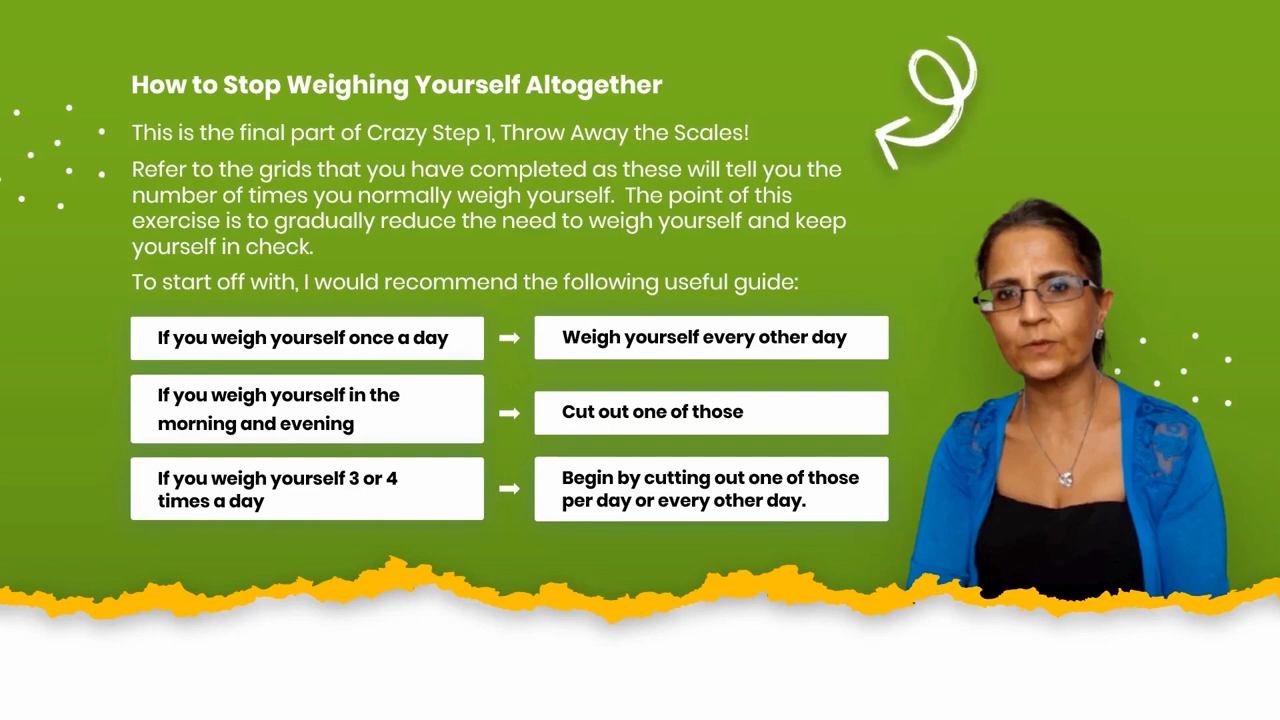 How to Stop Weighing Yourself Altogether
This is the final part of Crazy Step 1, Throw Away the Scales!
Refer to the grids that you have completed as these will tell you the
number of times you normally weigh yourself.  The point of this
exercise is to gradually reduce the need to weigh yourself and keep
yourself in check.
To start off with, I would recommend the following useful guide:
If you weigh yourself once a day
Weigh yourself every other day
If you weigh yourself in the
morning and evening
Cut out one of those
If you weigh yourself 3 or 4
times a day
Begin by cutting out one of those
per day or every other day.